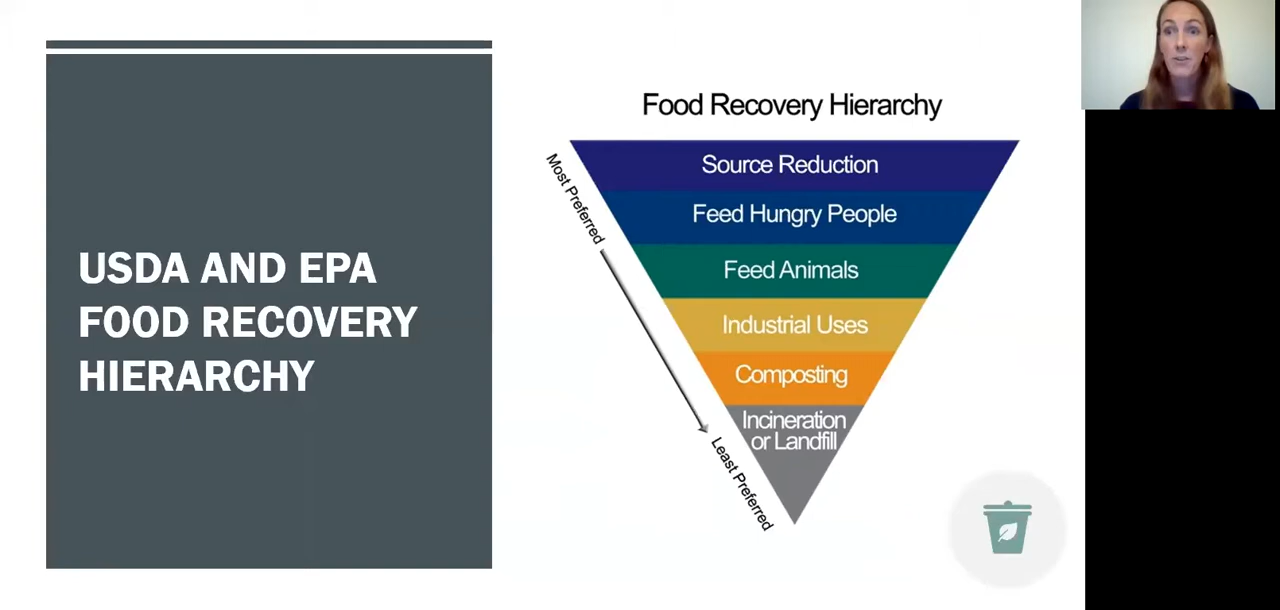 USDA AND EPA
FOOD RECOVERY
HIERARCHY
Food Recovery Hierarchy
Most Preferred
Source Reduction
Feed Hungry People
Feed Animals
Industrial Uses
Composting
Incineration
or Landfill
Least Preferred